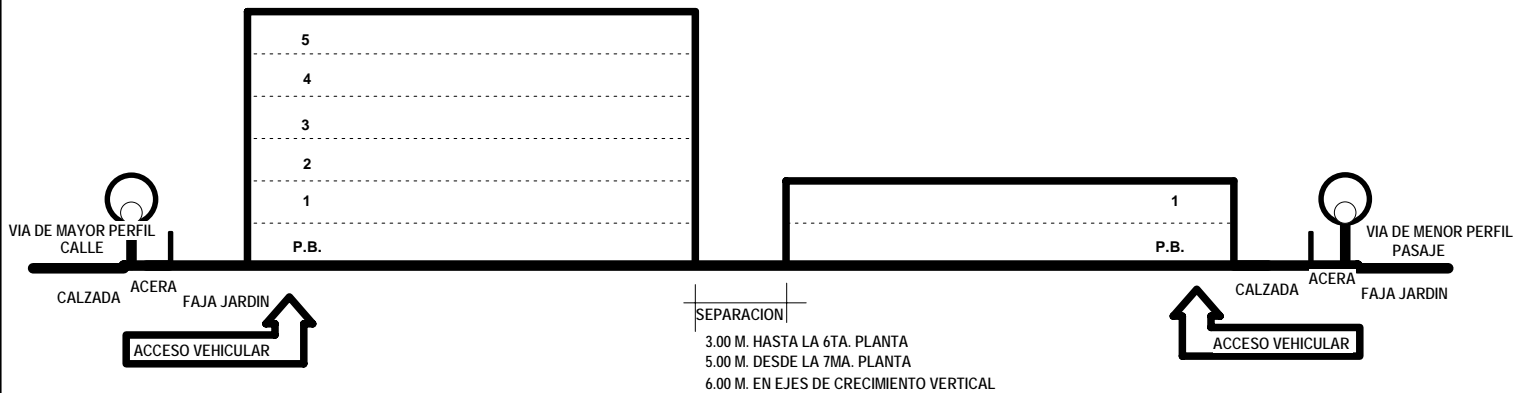 5
4
3
2
1
P.B.
1
P.B.
VIA DE MAYOR PERFIL
CALLE
CALZADA
ACERA
FAJA JARDIN
ACCESO VEHICULAR
SEPARACION
3.00 M. HASTA LA 6TA. PLANTA
5.00 M. DESDE LA 7MA. PLANTA
6.00 M. EN EJES DE CRECIMIENTO VERTICAL
VIA DE MENOR PERFIL
PASAJE
CALZADA
ACERA
FAJA JARDIN
ACCESO VEHICULAR